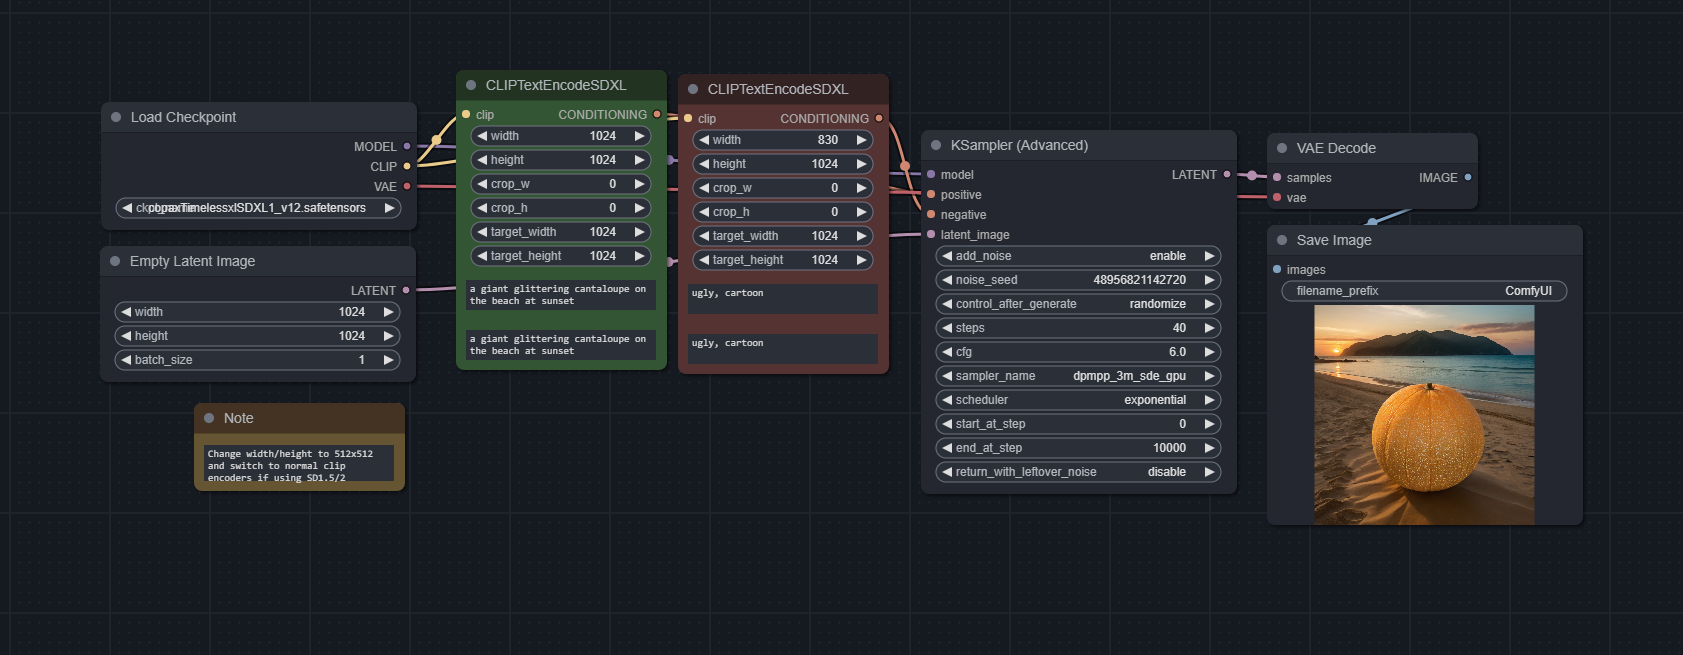 Load Checkpoint
MODEL
CLIP
VAE
TimelessxlSDXL1_v12.safetensors
Empty Latent Image
LATENT
width 1024
height 1024
batch_size 1
Note
Change width/height to 512x512
and switch to normal clip
encoders if using SD1.5/2
CLIPTextEncodeSDXL
clip CONDITIONING
width 1024
height 1024
crop_w 0
crop_h 0
target_width 1024
target_height 1024
a giant glittering cantaloupe on
the beach at sunset
a giant glittering cantaloupe on
the beach at sunset
CLIPTextEncodeSDXL
clip CONDITIONING
width 830
height 1024
crop_w 0
crop_h 0
target_width 1024
target_height 1024
ugly, cartoon
ugly, cartoon
KSampler (Advanced)
model LATENT
positive
negative
latent_image
add_noise enable
noise_seed 48956821142720
control_after_generate randomize
steps 40
cfg 6.0
sampler_name dpmpp_3m_sde_gpu
scheduler exponential
start_at_step 0
end_at_step 10000
return_with_leftover_noise disable
VAE Decode
samples IMAGE
vae
Save Image
images
filename_prefix ComfyUI